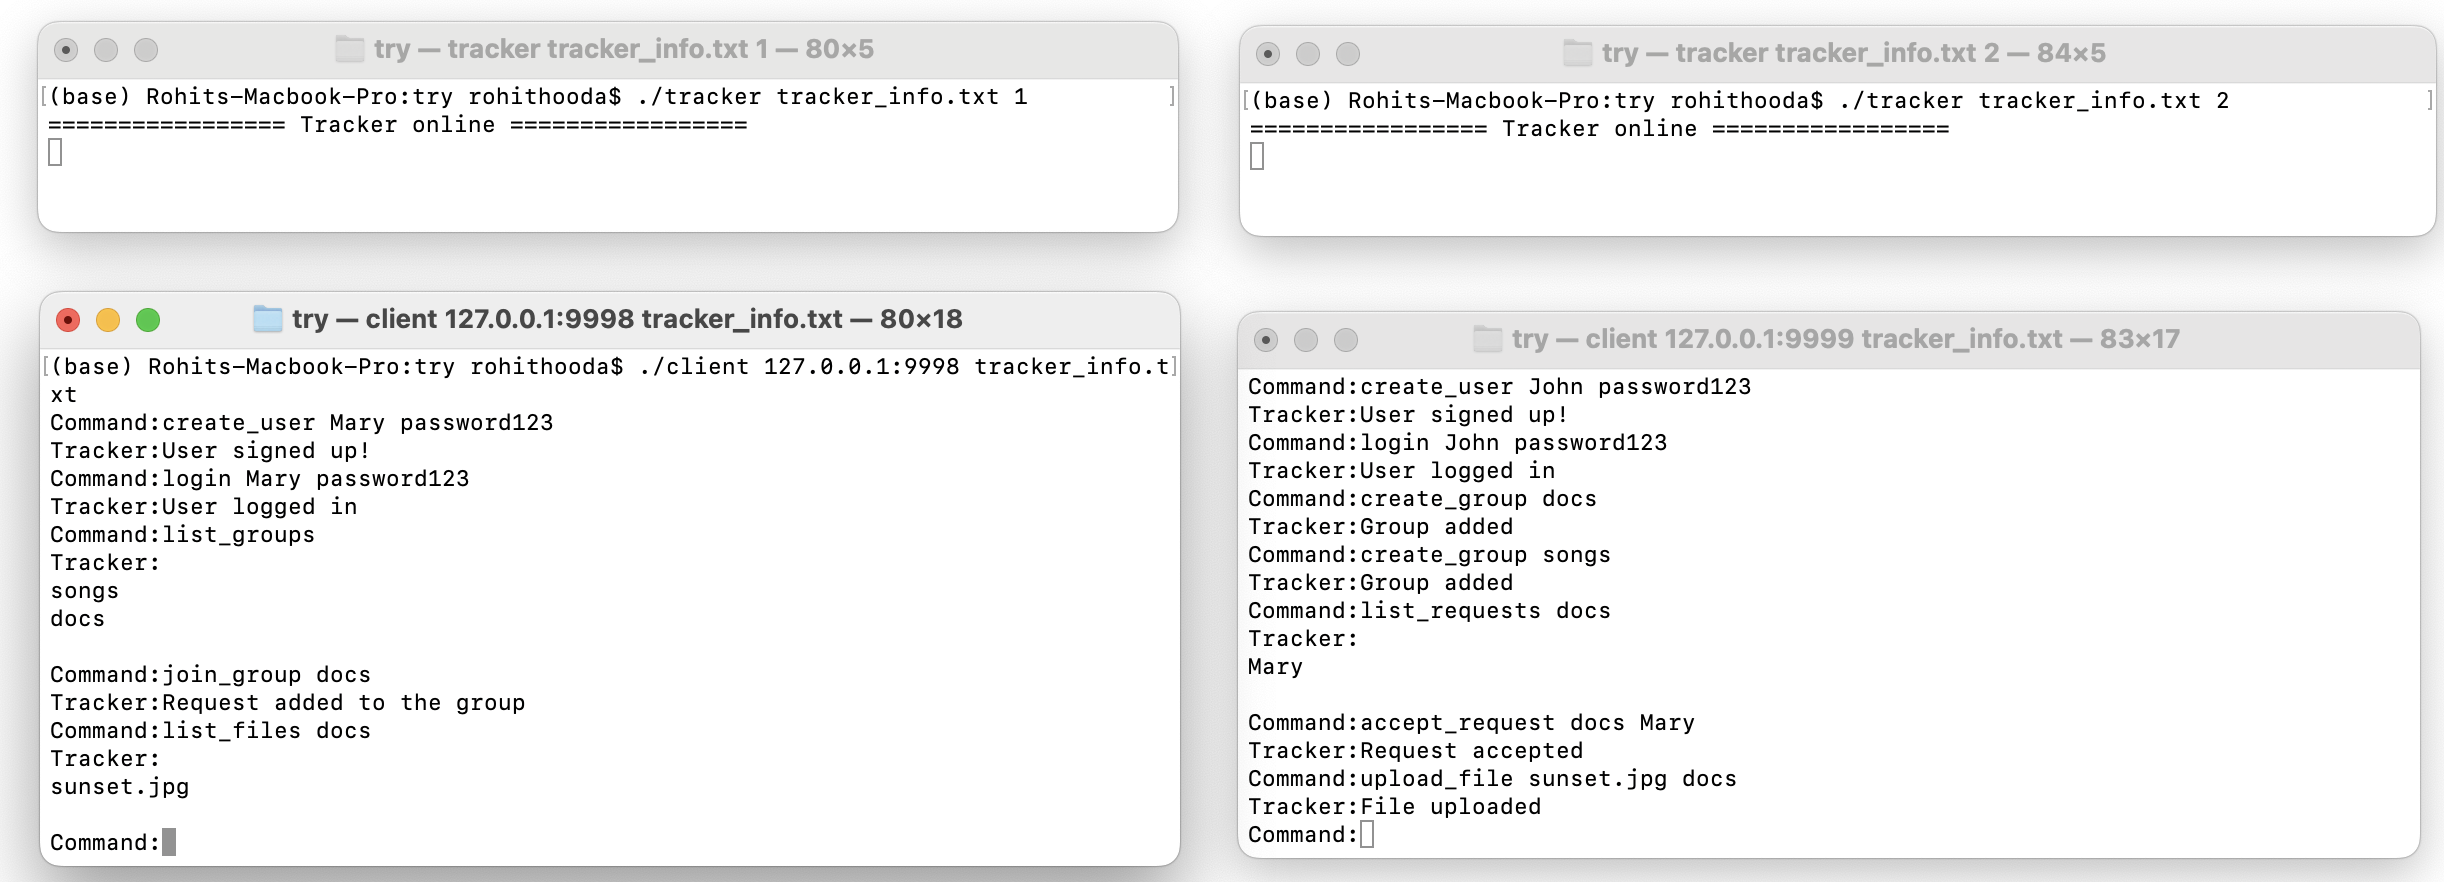 try — tracker tracker_info.txt 1 — 80×5
[(base) Rohits-Macbook-Pro:try rohithooda$ ./tracker tracker_info.txt 1 ]
================= Tracker online =================
try — tracker tracker_info.txt 2 — 84×5
[(base) Rohits-Macbook-Pro:try rohithooda$ ./tracker tracker_info.txt 2 ]
================= Tracker online =================
try — client 127.0.0.1:9998 tracker_info.txt — 80×18
[(base) Rohits-Macbook-Pro:try rohithooda$ ./client 127.0.0.1:9998 tracker_info.t]
xt
Command:create_user Mary password123
Tracker:User signed up!
Command:login Mary password123
Tracker:User logged in
Command:list_groups
Tracker:
songs
docs
Command:join_group docs
Tracker:Request added to the group
Command:list_files docs
Tracker:
sunset.jpg
Command:
try — client 127.0.0.1:9999 tracker_info.txt — 83×17
Command:create_user John password123
Tracker:User signed up!
Command:login John password123
Tracker:User logged in
Command:create_group docs
Tracker:Group added
Command:create_group songs
Tracker:Group added
Command:list_requests docs
Tracker:
Mary
Command:accept_request docs Mary
Tracker:Request accepted
Command:upload_file sunset.jpg docs
Tracker:File uploaded
Command: